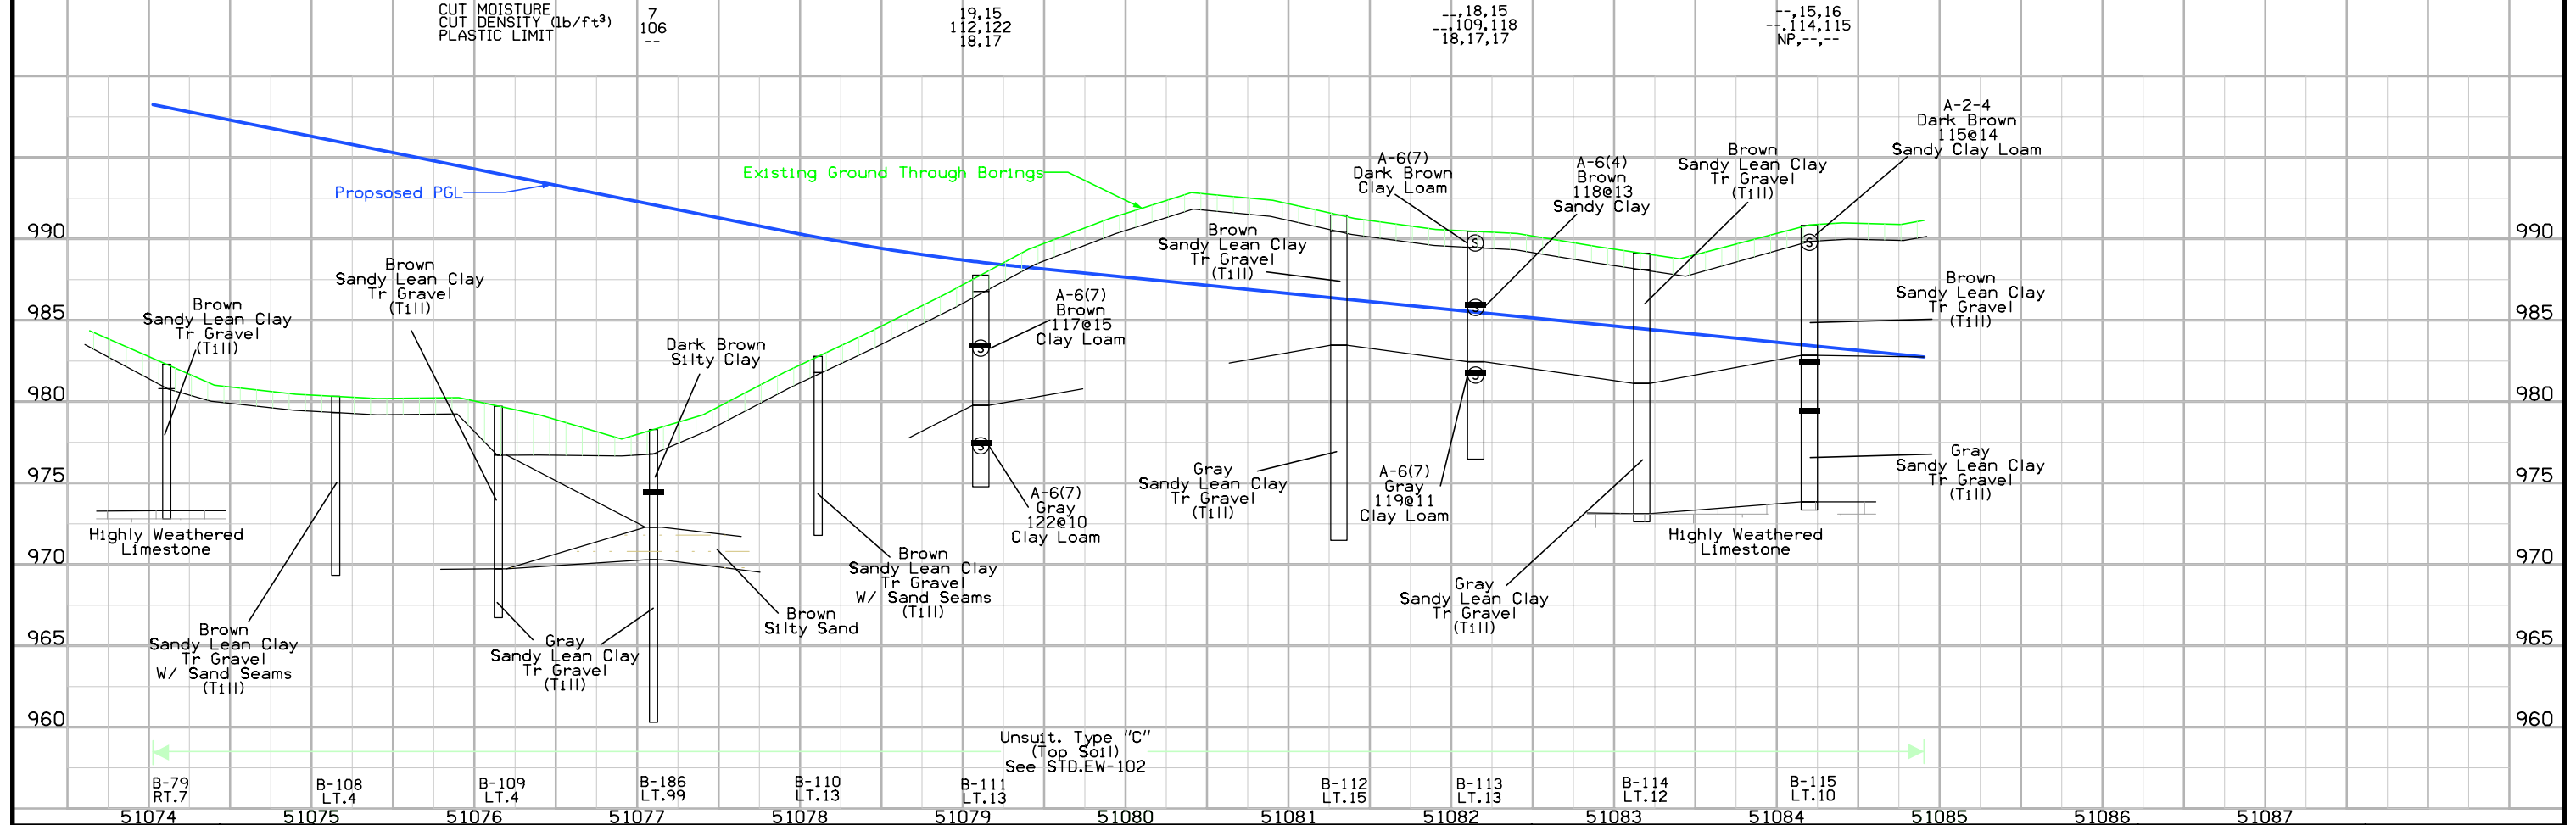 CUT MOISTURE 7 19,15 --,18,15 --,15,16
CUT DENSITY (lb/ft³) 106 112,122 --,109,118 --.114,115
PLASTIC LIMIT -- 18,17 18,17,17 NP,--,--
Propsosed PGL
Existing Ground Through Borings
A-6(7)
Dark Brown
Clay Loam
A-6(4)
Brown
118@13
Sandy Clay
Brown
Sandy Lean Clay
Tr Gravel
(Till)
A-2-4
Dark Brown
115@14
Sandy Clay Loam
990
985
980
975
970
965
960
990
985
980
975
970
965
960
Brown
Sandy Lean Clay
Tr Gravel
(Till)
Brown
Sandy Lean Clay
Tr Gravel
(Till)
Dark Brown
Silty Clay
A-6(7)
Brown
117@15
Clay Loam
Brown
Sandy Lean Clay
Tr Gravel
(Till)
Brown
Sandy Lean Clay
Tr Gravel
(Till)
S
S
S
S
S
S
Highly Weathered
Limestone
Brown
Sandy Lean Clay
Tr Gravel
W/ Sand Seams
(Till)
Gray
Sandy Lean Clay
Tr Gravel
(Till)
Brown
Silty Sand
Brown
Sandy Lean Clay
Tr Gravel
W/ Sand Seams
(Till)
A-6(7)
Gray
122@10
Clay Loam
Gray
Sandy Lean Clay
Tr Gravel
(Till)
A-6(7)
Gray
119@11
Clay Loam
Gray
Sandy Lean Clay
Tr Gravel
(Till)
Highly Weathered
Limestone
Gray
Sandy Lean Clay
Tr Gravel
(Till)
Unsuit. Type "C"
(Top Soil)
See STD.EW-102
B-79
RT.7
B-108
LT.4
B-109
LT.4
B-186
LT.99
B-110
LT.13
B-111
LT.13
B-112
LT.15
B-113
LT.13
B-114
LT.12
B-115
LT.10
51074 51075 51076 51077 51078 51079 51080 51081 51082 51083 51084 51085 51086 51087